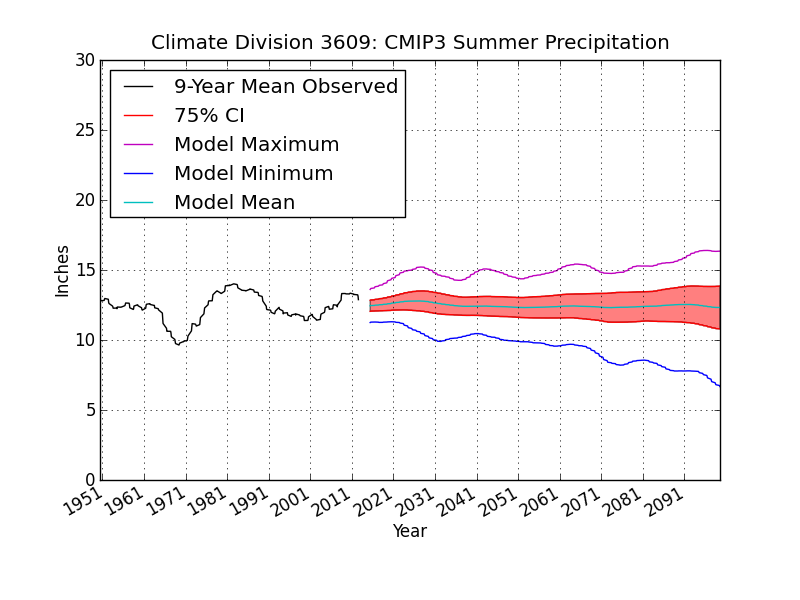 Climate Division 3609: CMIP3 Summer Precipitation
30
25
20
15
10
5
0
Inches
9-Year Mean Observed
75% CI
Model Maximum
Model Minimum
Model Mean
1951 1961 1971 1981 1991 2001 2011 2021 2031 2041 2051 2061 2071 2081 2091
Year